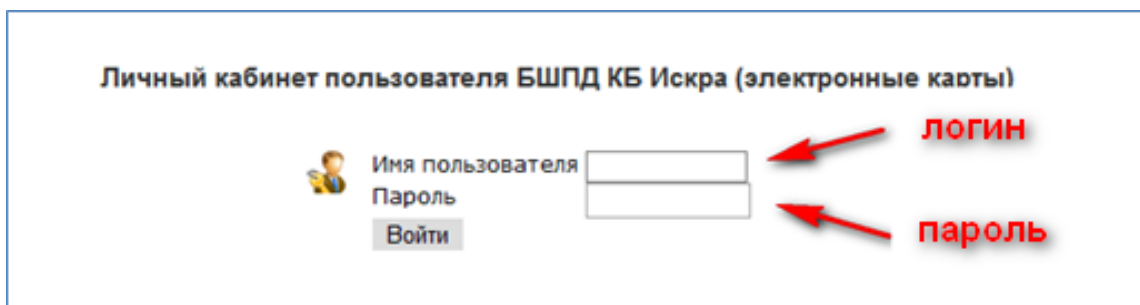 Личный кабинет пользователя БШПД КБ Искра (электронные карты)
логин
Имя пользователя
Пароль
пароль
Войти